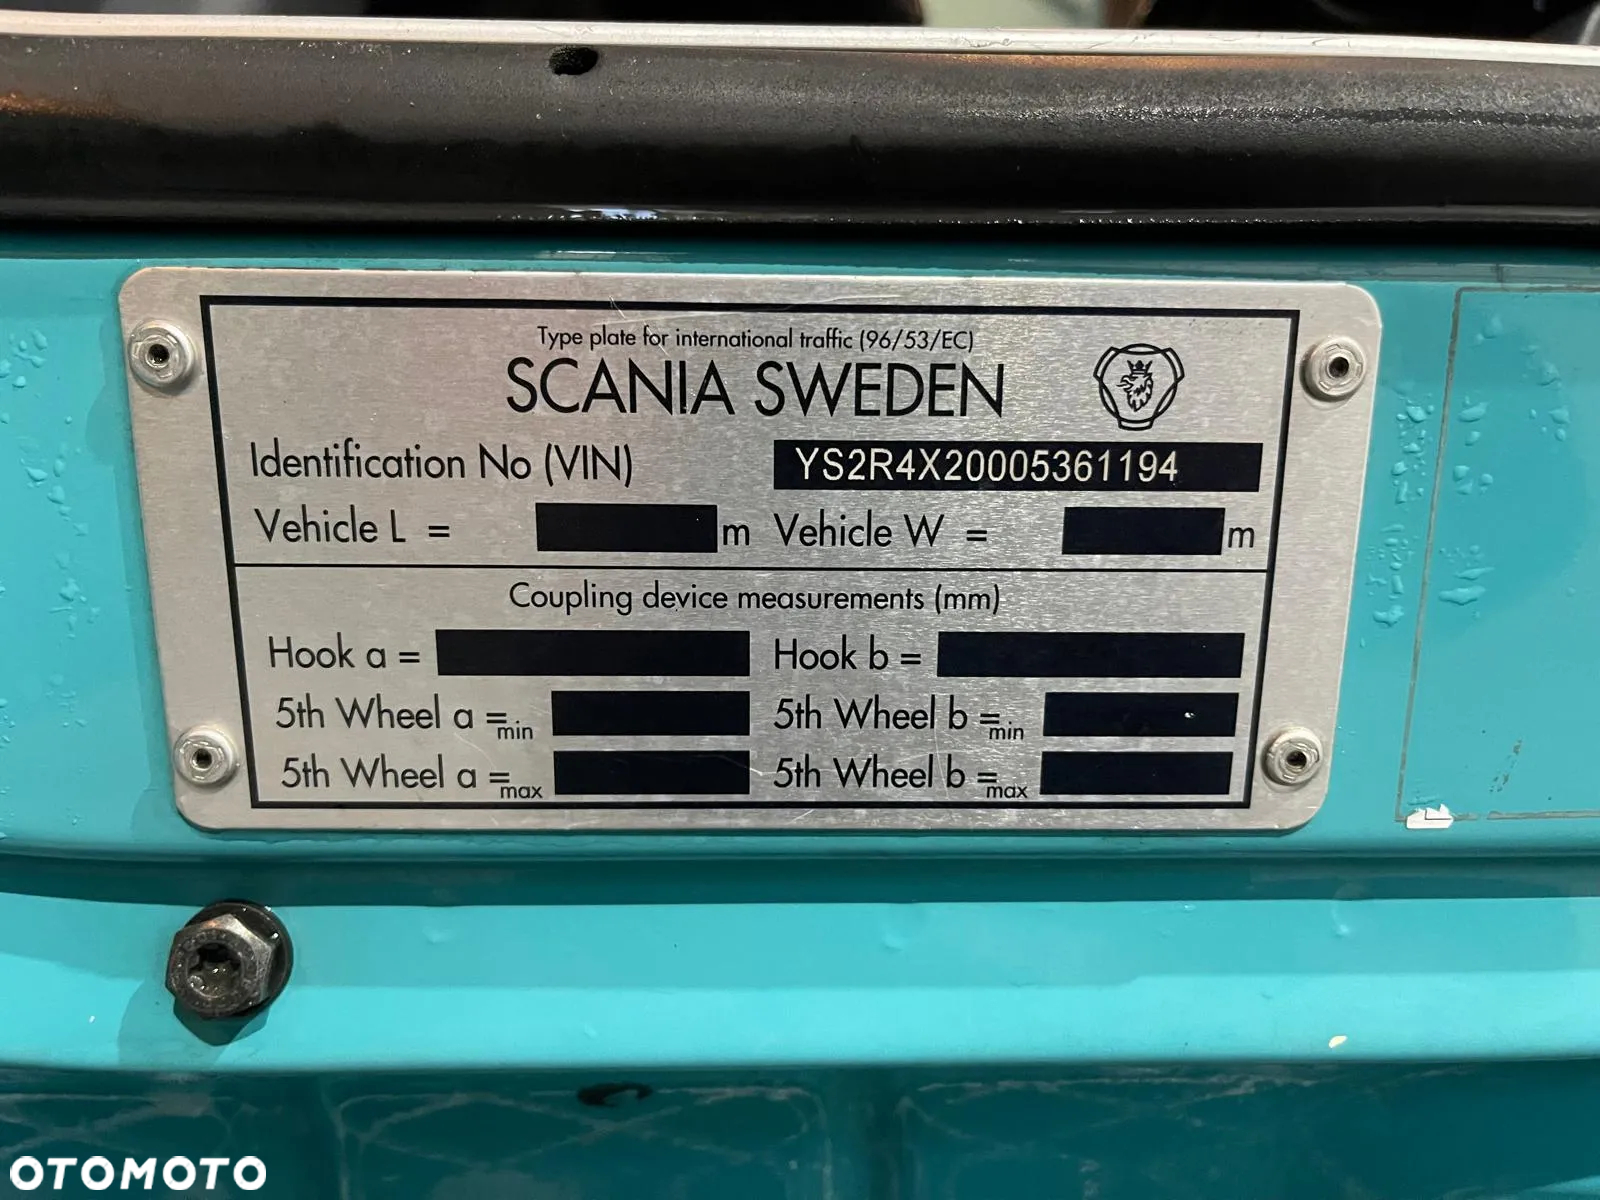 Type plate for international traffic (96/53/EC)
SCANIA SWEDEN
Identification No (VIN) YS2R4X20005361194
Vehicle L = m Vehicle W = m
Coupling device measurements (mm)
Hook a = Hook b =
5th Wheel a =min 5th Wheel b =min
5th Wheel a =max 5th Wheel b =max
OTOMOTO